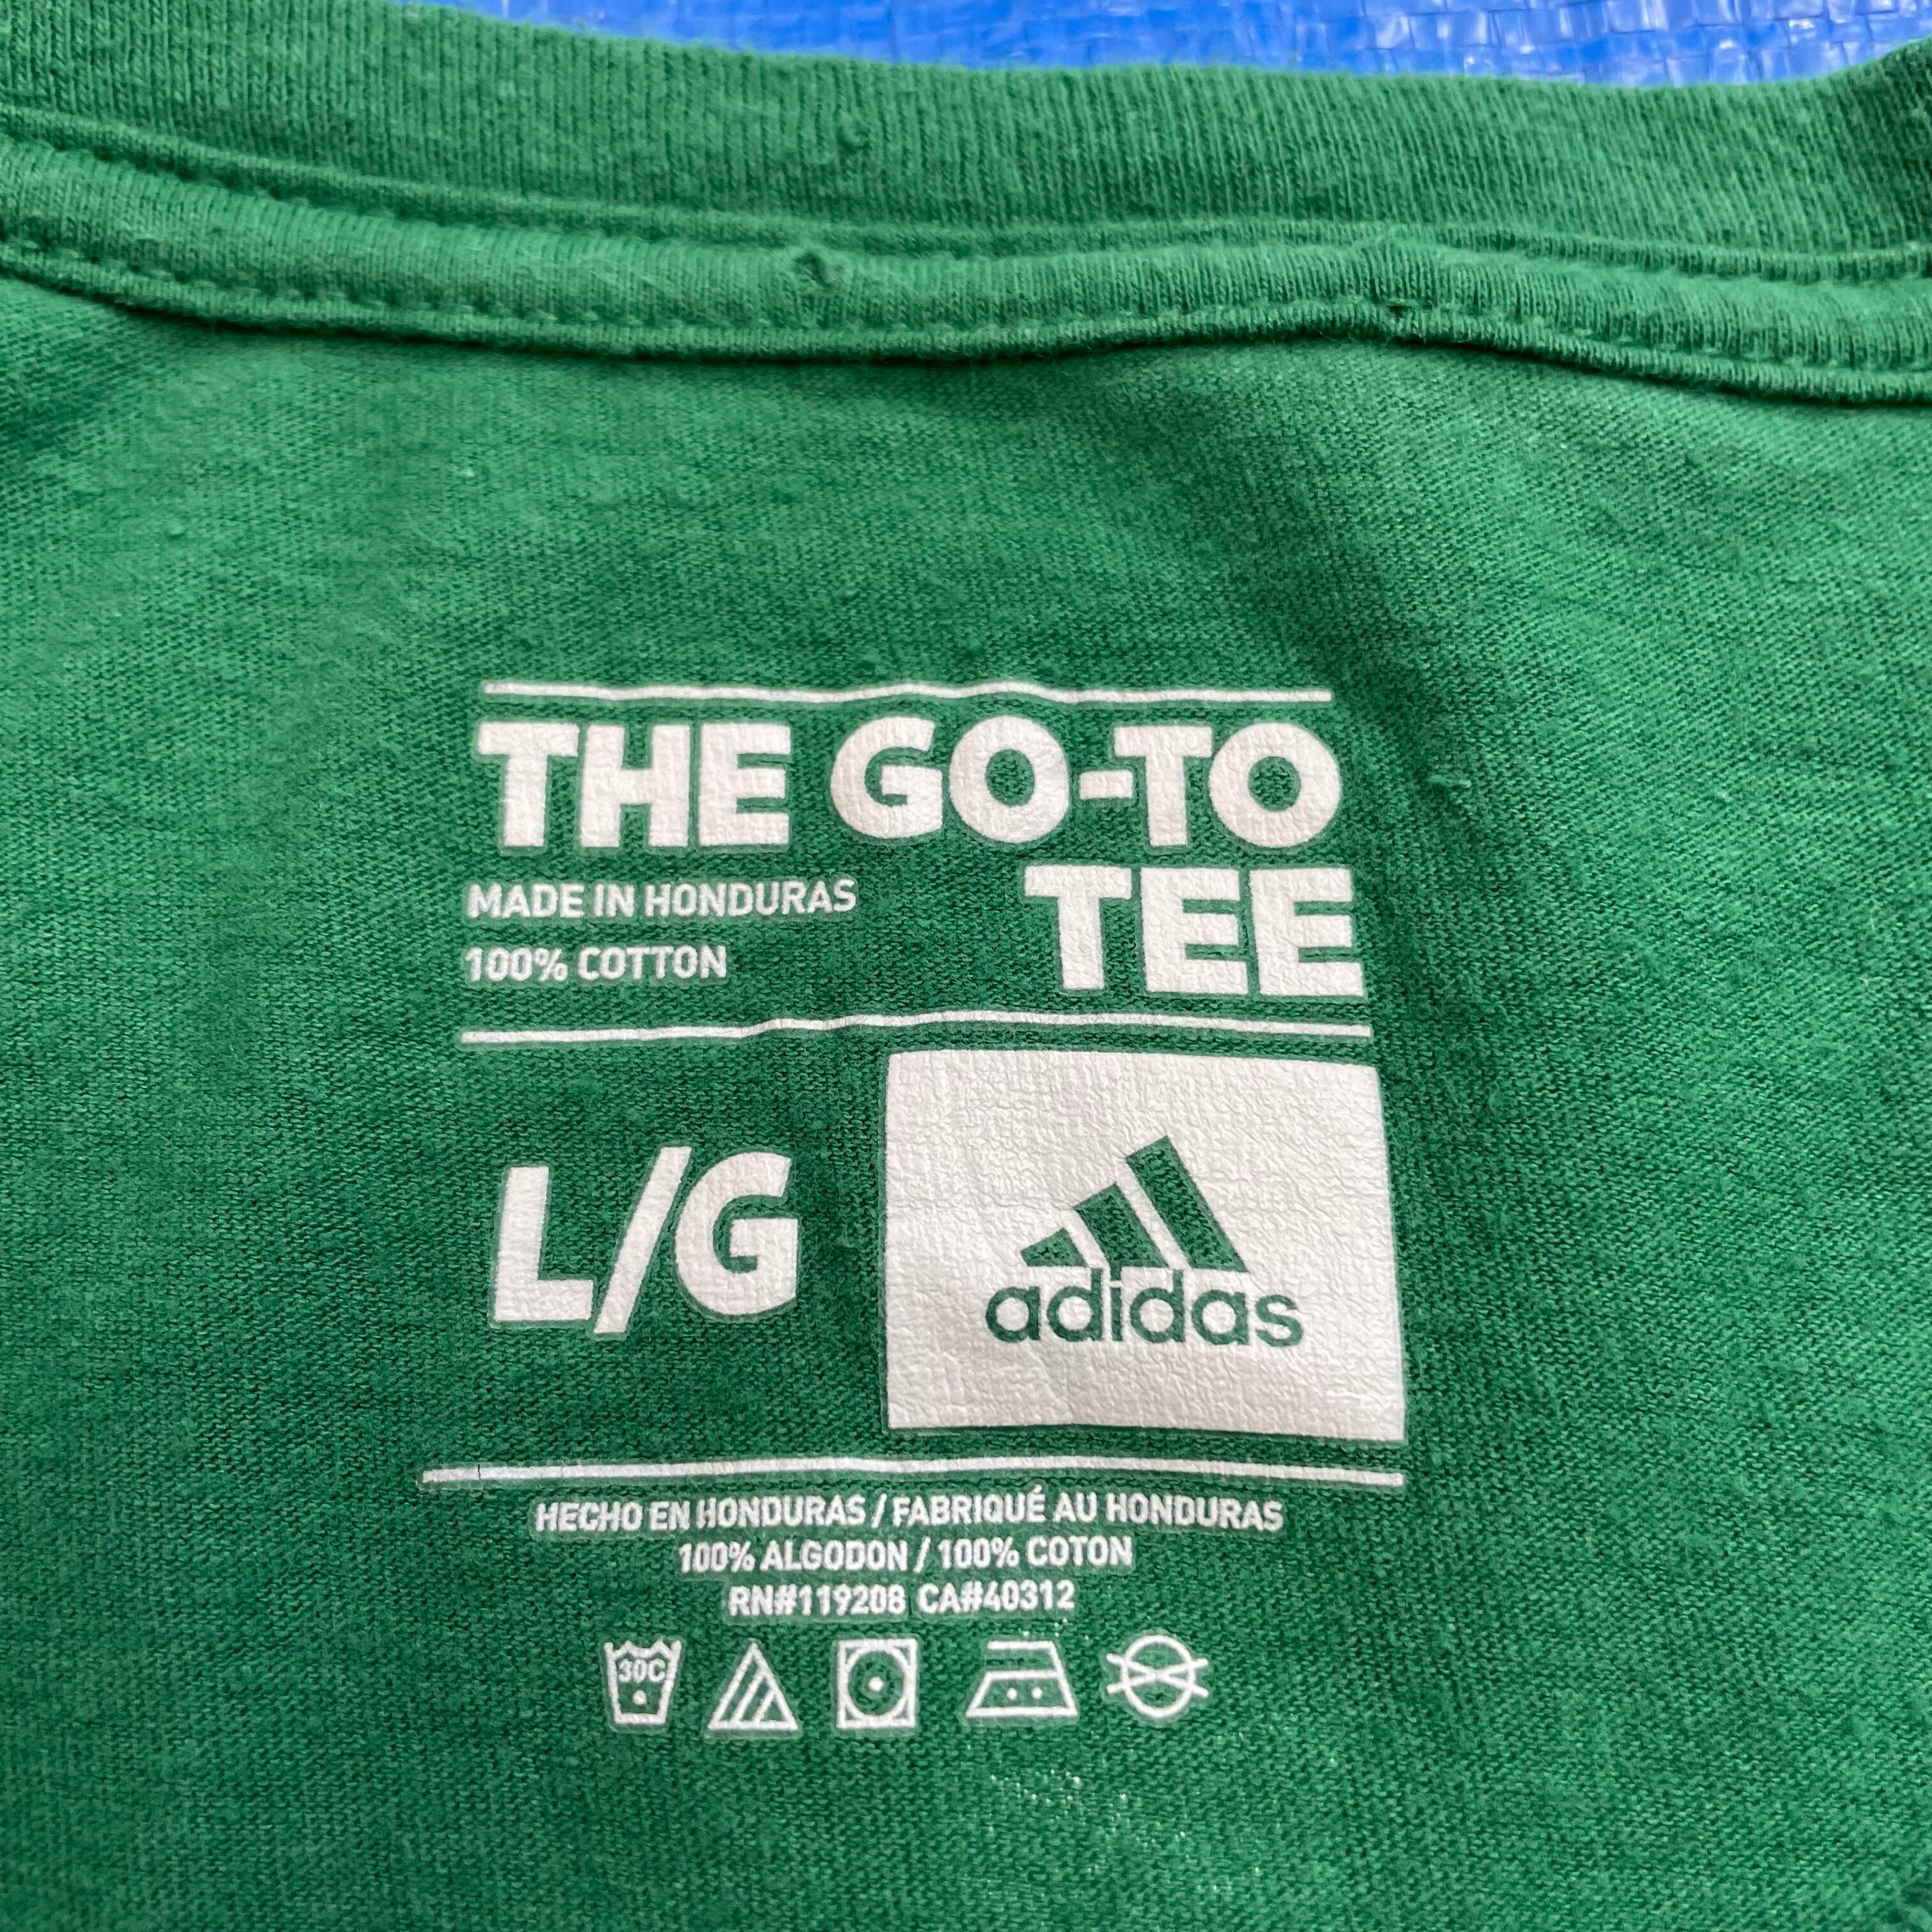 THE GO-TO
TEE
MADE IN HONDURAS
100% COTTON
L/G
adidas
HECHO EN HONDURAS / FABRIQUÉ AU HONDURAS
100% ALGODON / 100% COTON
RN#119208 CA#40312
30C